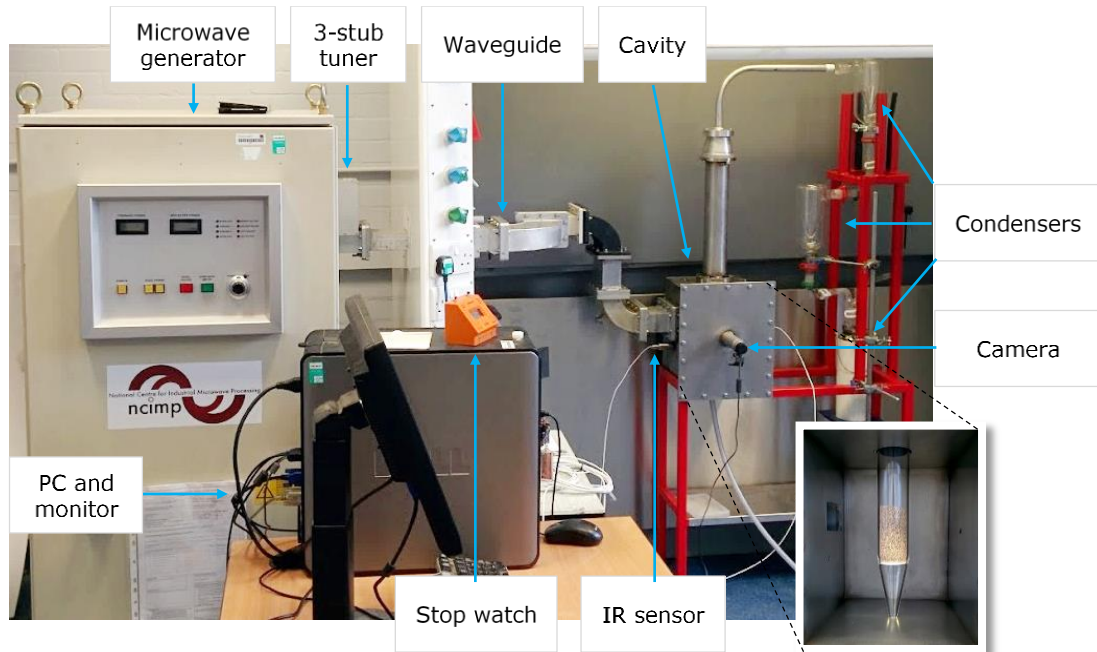 Microwave
generator
3-stub
tuner
Waveguide
Cavity
Condensers
Camera
National Centre for Industrial Microwave Processing
ncimp
PC and
monitor
Stop watch
IR sensor